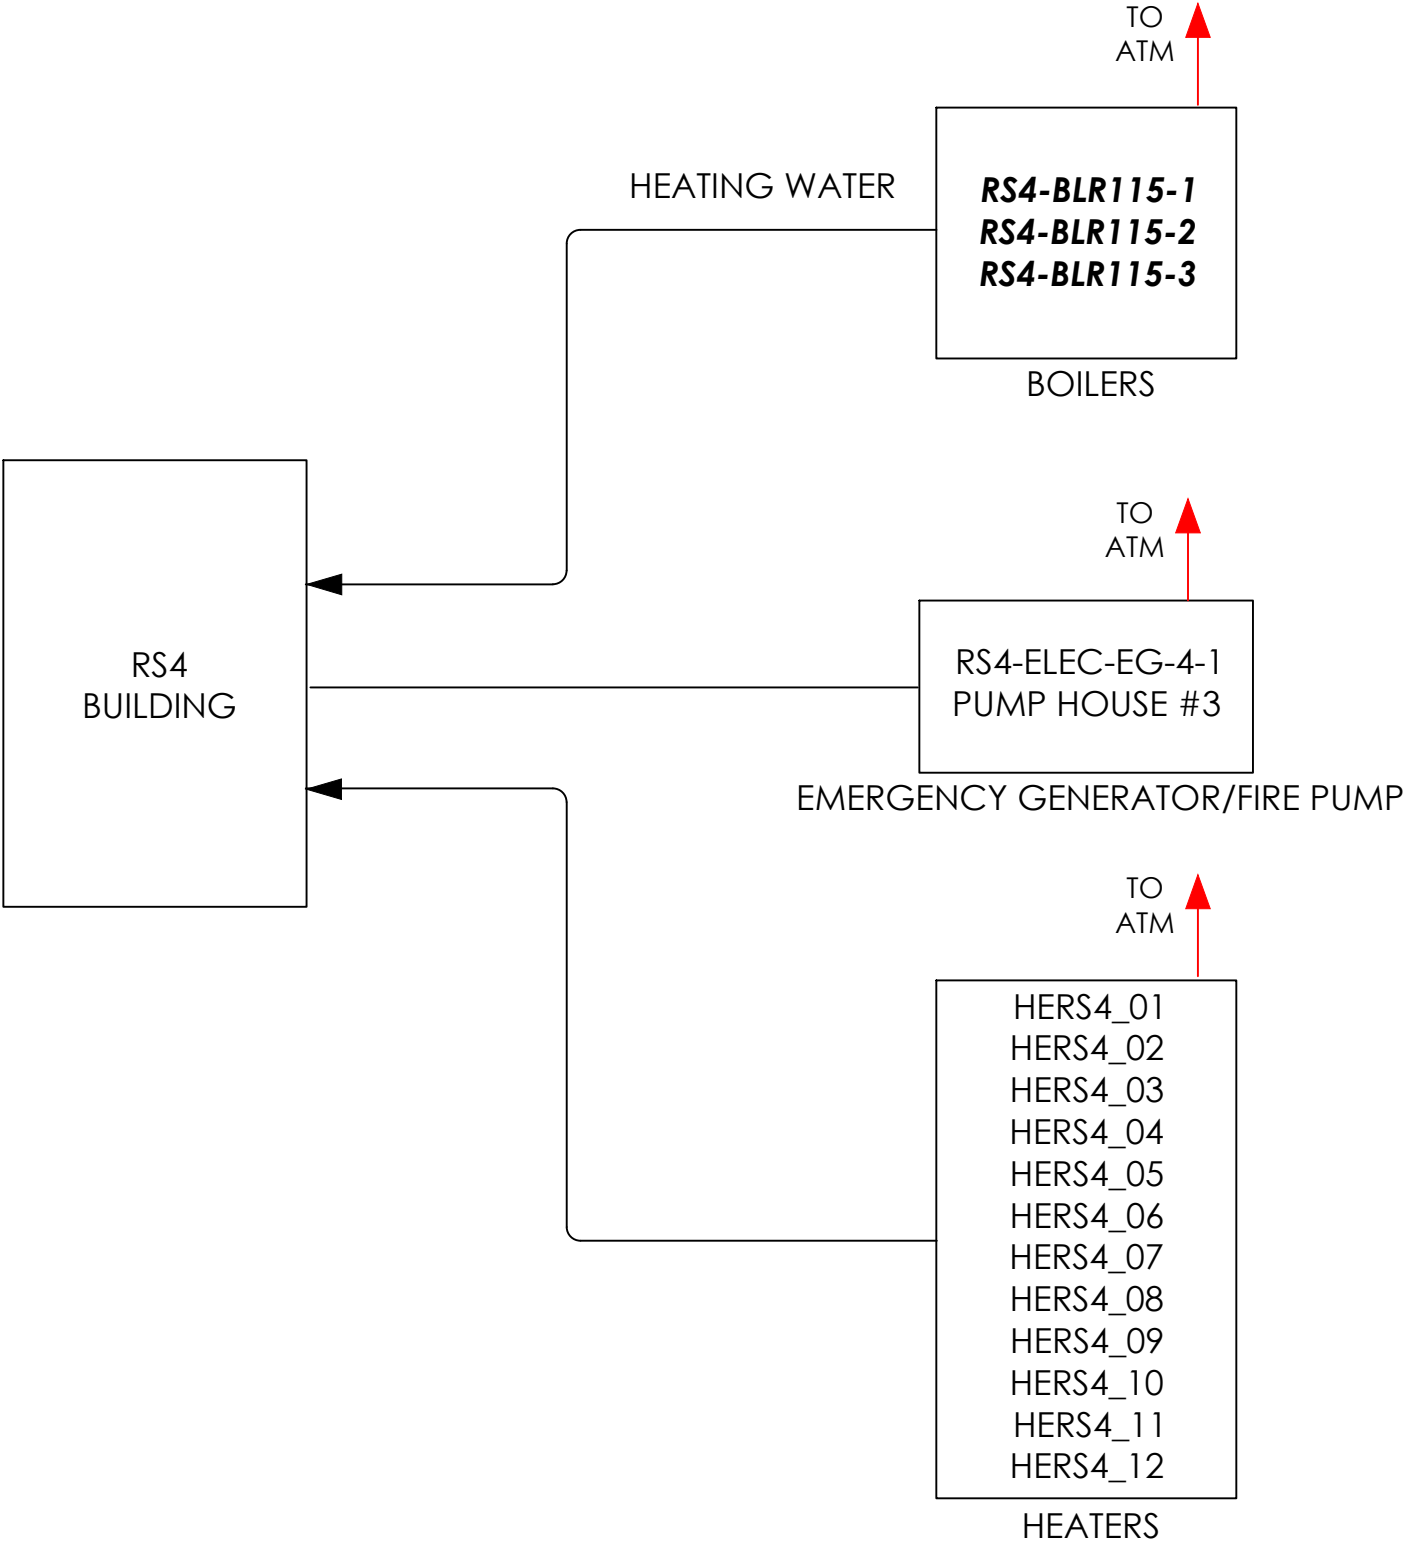 TO
ATM
HEATING WATER
RS4-BLR115-1
RS4-BLR115-2
RS4-BLR115-3
BOILERS
RS4
BUILDING
TO
ATM
RS4-ELEC-EG-4-1
PUMP HOUSE #3
EMERGENCY GENERATOR/FIRE PUMP
TO
ATM
HERS4_01
HERS4_02
HERS4_03
HERS4_04
HERS4_05
HERS4_06
HERS4_07
HERS4_08
HERS4_09
HERS4_10
HERS4_11
HERS4_12
HEATERS